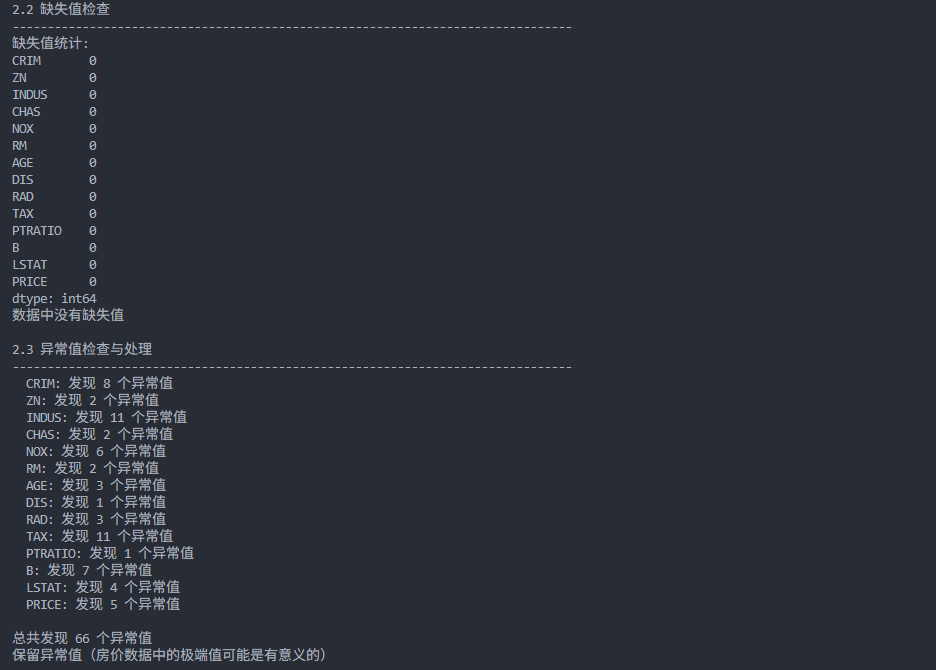 2.2 缺失值检查
--------------------------------------------------------------------------------
缺失值统计:
CRIM       0
ZN         0
INDUS      0
CHAS       0
NOX        0
RM         0
AGE        0
DIS        0
RAD        0
TAX        0
PTRATIO    0
B          0
LSTAT      0
PRICE      0
dtype: int64
数据中没有缺失值
2.3 异常值检查与处理
--------------------------------------------------------------------------------
CRIM: 发现 8 个异常值
ZN: 发现 2 个异常值
INDUS: 发现 11 个异常值
CHAS: 发现 2 个异常值
NOX: 发现 6 个异常值
RM: 发现 2 个异常值
AGE: 发现 3 个异常值
DIS: 发现 1 个异常值
RAD: 发现 3 个异常值
TAX: 发现 11 个异常值
PTRATIO: 发现 1 个异常值
B: 发现 7 个异常值
LSTAT: 发现 4 个异常值
PRICE: 发现 5 个异常值
总共发现 66 个异常值
保留异常值（房价数据中的极端值可能是有意义的）